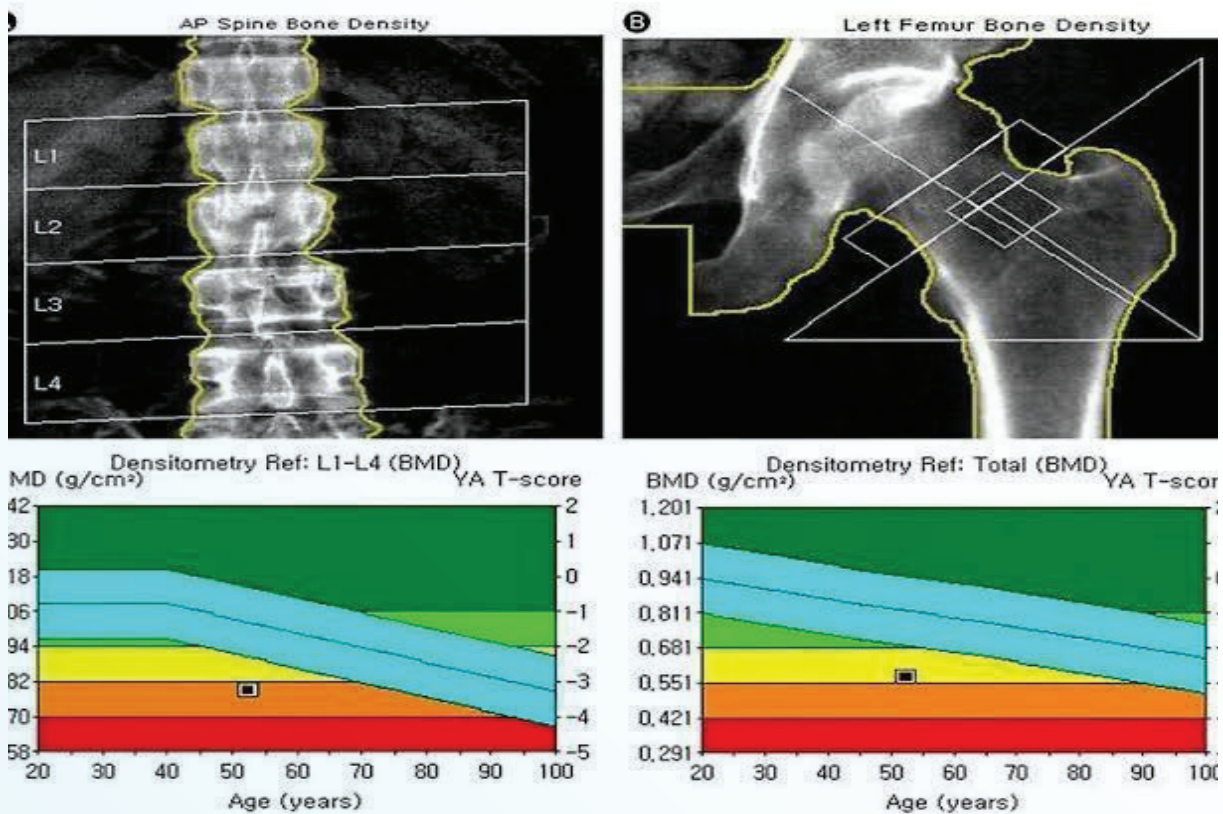 AP Spine Bone Density
L1
L2
L3
L4
Densitometry Ref: L1-L4 (BMD)
MD (g/cm²) YA T-score
42 2
30 1
18 0
06 -1
94 -2
82 -3
70 -4
58 -5
20 30 40 50 60 70 80 90 100
Age (years)
B Left Femur Bone Density
Densitometry Ref: Total (BMD)
BMD (g/cm²) YA T-scor
1.201
1.071
0.941
0.811
0.681
0.551
0.421
0.291
20 30 40 50 60 70 80 90 100
Age (years)